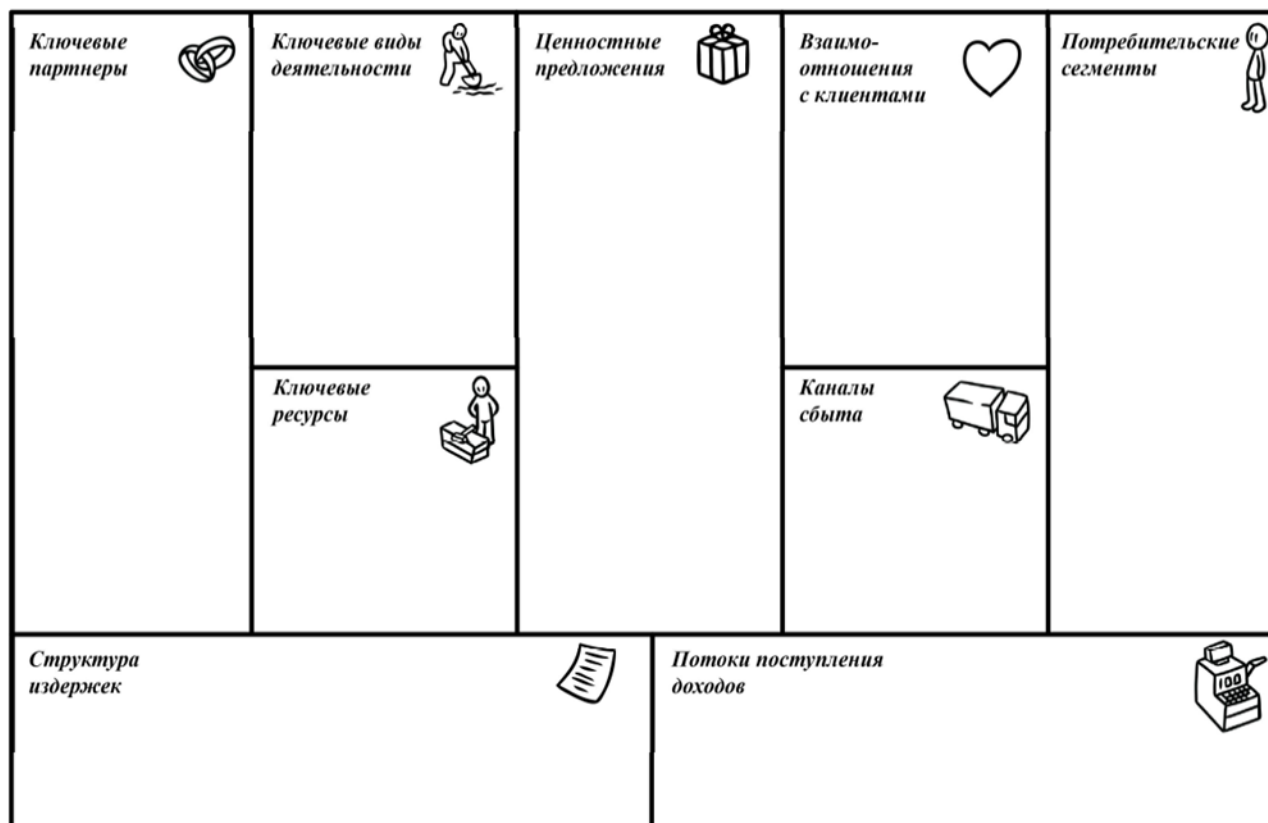 Ключевые
партнеры
Ключевые виды
деятельности
Ценностные
предложения
Взаимо-
отношения
с клиентами
Потребительские
сегменты
Ключевые
ресурсы
Каналы
сбыта
Структура
издержек
Потоки поступления
доходов
100